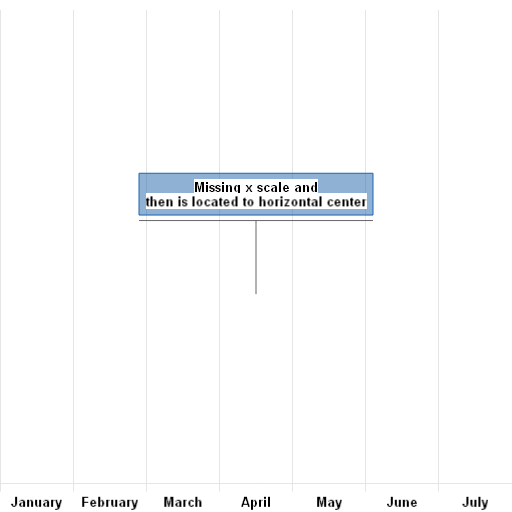 Missing x scale and
then is located to horizontal center
January February March April May June July